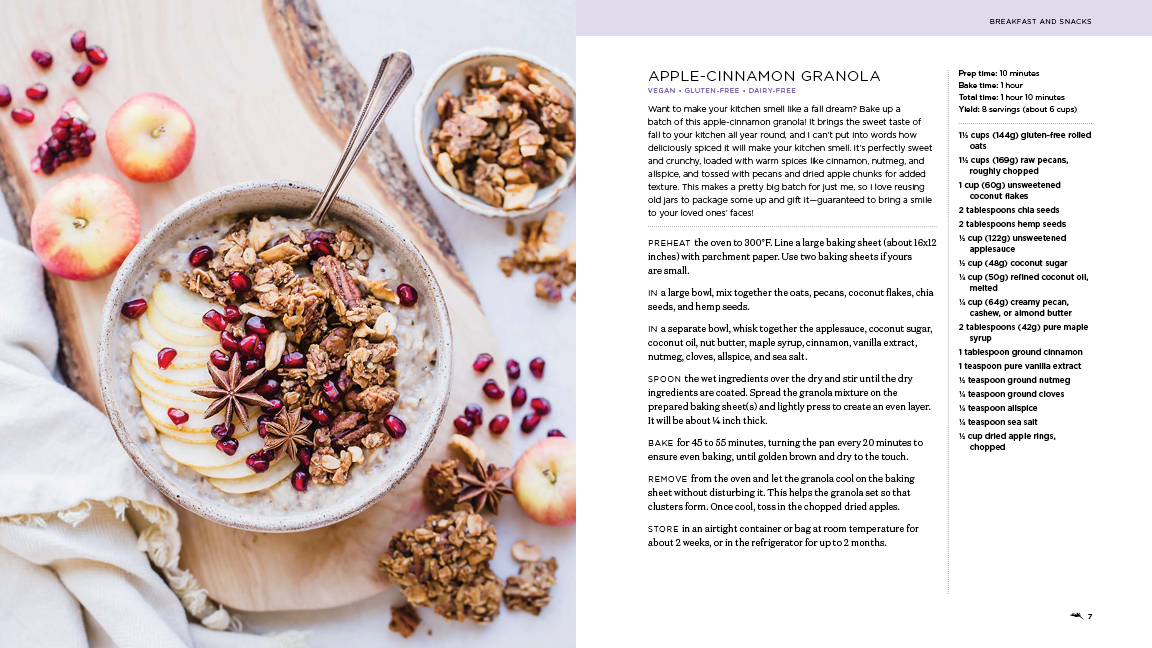 BREAKFAST AND SNACKS
APPLE-CINNAMON GRANOLA
VEGAN • GLUTEN-FREE • DAIRY-FREE
Want to make your kitchen smell like a fall dream? Bake up a
batch of this apple-cinnamon granola! It brings the sweet taste of
fall to your kitchen all year round, and I can't put into words how
deliciously spiced it will make your kitchen smell. It's perfectly sweet
and crunchy, loaded with warm spices like cinnamon, nutmeg, and
allspice, and tossed with pecans and dried apple chunks for added
texture. This makes a pretty big batch for just me, so I love reusing
old jars to package some up and gift it—guaranteed to bring a smile
to your loved ones' faces!
PREHEAT the oven to 300°F. Line a large baking sheet (about 16x12
inches) with parchment paper. Use two baking sheets if yours
are small.
IN a large bowl, mix together the oats, pecans, coconut flakes, chia
seeds, and hemp seeds.
IN a separate bowl, whisk together the applesauce, coconut sugar,
coconut oil, nut butter, maple syrup, cinnamon, vanilla extract,
nutmeg, cloves, allspice, and sea salt.
SPOON the wet ingredients over the dry and stir until the dry
ingredients are coated. Spread the granola mixture on the
prepared baking sheet(s) and lightly press to create an even layer.
It will be about ¼ inch thick.
BAKE for 45 to 55 minutes, turning the pan every 20 minutes to
ensure even baking, until golden brown and dry to the touch.
REMOVE from the oven and let the granola cool on the baking
sheet without disturbing it. This helps the granola set so that
clusters form. Once cool, toss in the chopped dried apples.
STORE in an airtight container or bag at room temperature for
about 2 weeks, or in the refrigerator for up to 2 months.
Prep time: 10 minutes
Bake time: 1 hour
Total time: 1 hour 10 minutes
Yield: 8 servings (about 6 cups)
1½ cups (144g) gluten-free rolled
oats
1½ cups (169g) raw pecans,
roughly chopped
1 cup (60g) unsweetened
coconut flakes
2 tablespoons chia seeds
2 tablespoons hemp seeds
½ cup (122g) unsweetened
applesauce
⅓ cup (48g) coconut sugar
¼ cup (50g) refined coconut oil,
melted
¼ cup (64g) creamy pecan,
cashew, or almond butter
2 tablespoons (42g) pure maple
syrup
1 tablespoon ground cinnamon
1 teaspoon pure vanilla extract
½ teaspoon ground nutmeg
¼ teaspoon ground cloves
¼ teaspoon allspice
¼ teaspoon sea salt
½ cup dried apple rings,
chopped
7